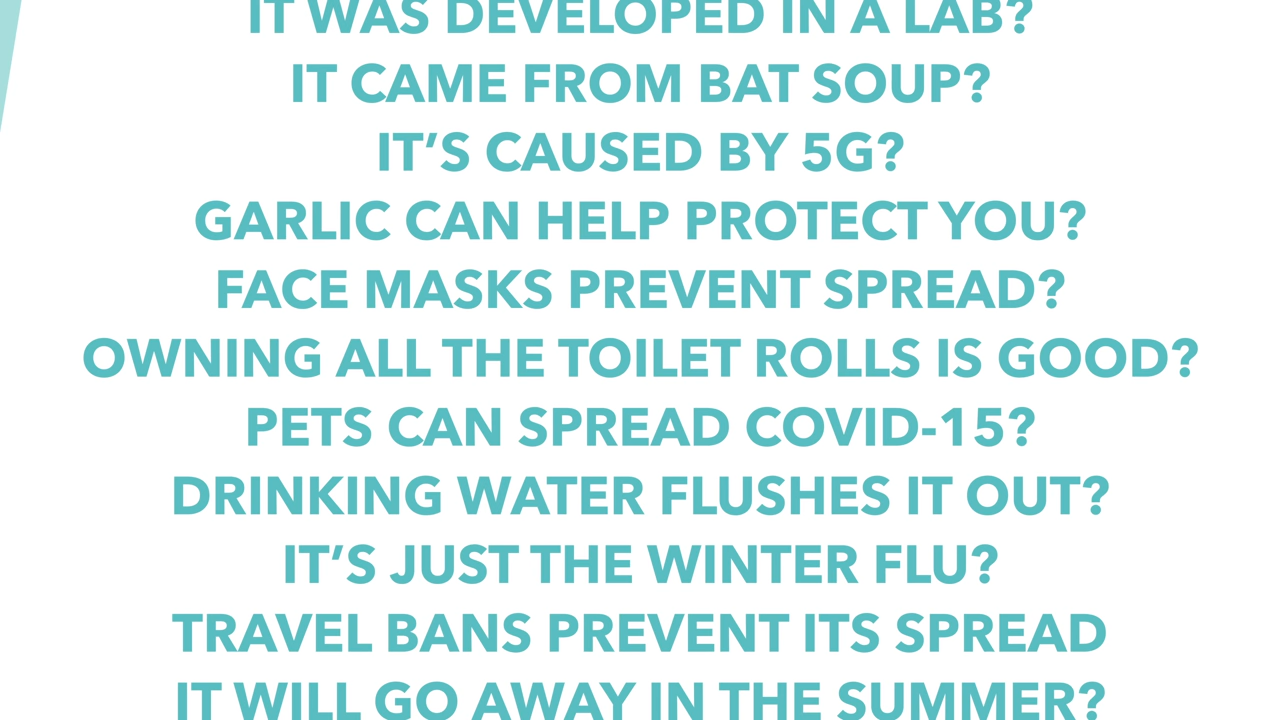 IT WAS DEVELOPED IN A LAB?
IT CAME FROM BAT SOUP?
IT’S CAUSED BY 5G?
GARLIC CAN HELP PROTECT YOU?
FACE MASKS PREVENT SPREAD?
OWNING ALL THE TOILET ROLLS IS GOOD?
PETS CAN SPREAD COVID-15?
DRINKING WATER FLUSHES IT OUT?
IT’S JUST THE WINTER FLU?
TRAVEL BANS PREVENT ITS SPREAD
IT WILL GO AWAY IN THE SUMMER?